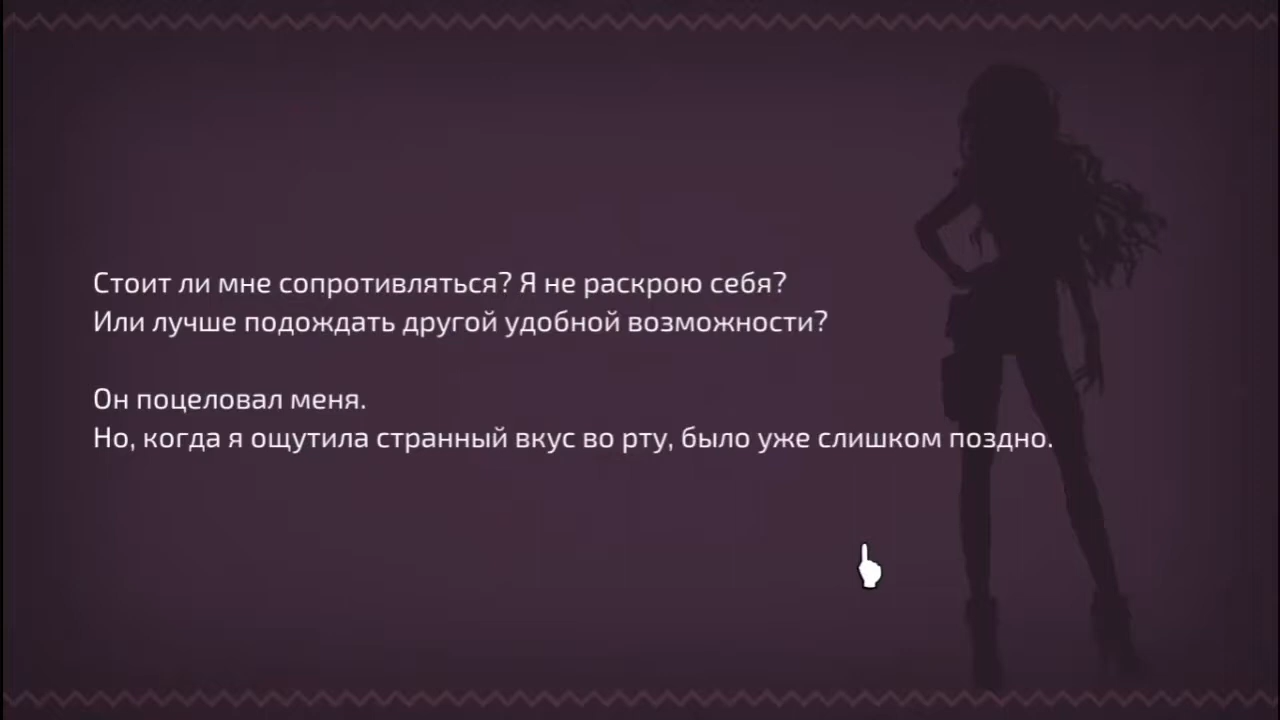 Стоит ли мне сопротивляться? Я не раскрою себя?
Или лучше подождать другой удобной возможности?
Он поцеловал меня.
Но, когда я ощутила странный вкус во рту, было уже слишком поздно.